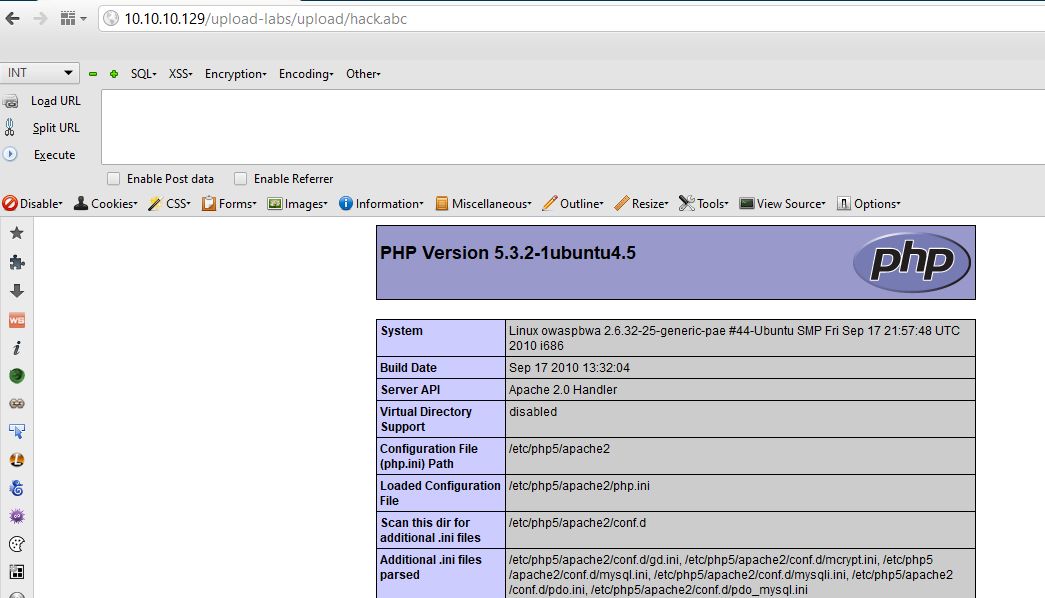 10.10.10.129/upload-labs/upload/hack.abc
INT SQL XSS Encryption Encoding Other
Load URL
Split URL
Execute
Enable Post data Enable Referrer
Disable Cookies CSS Forms Images Information Miscellaneous Outline Resize Tools View Source Options
PHP Version 5.3.2-1ubuntu4.5
php
System Linux owaspbwa 2.6.32-25-generic-pae #44-Ubuntu SMP Fri Sep 17 21:57:48 UTC
2010 i686
Build Date Sep 17 2010 13:32:04
Server API Apache 2.0 Handler
Virtual Directory disabled
Support
Configuration File /etc/php5/apache2
(php.ini) Path
Loaded Configuration /etc/php5/apache2/php.ini
File
Scan this dir for /etc/php5/apache2/conf.d
additional .ini files
Additional .ini files /etc/php5/apache2/conf.d/gd.ini, /etc/php5/apache2/conf.d/mcrypt.ini, /etc/php5
parsed /apache2/conf.d/mysql.ini, /etc/php5/apache2/conf.d/mysqli.ini, /etc/php5/apache2
/conf.d/pdo.ini, /etc/php5/apache2/conf.d/pdo_mysql.ini
WS